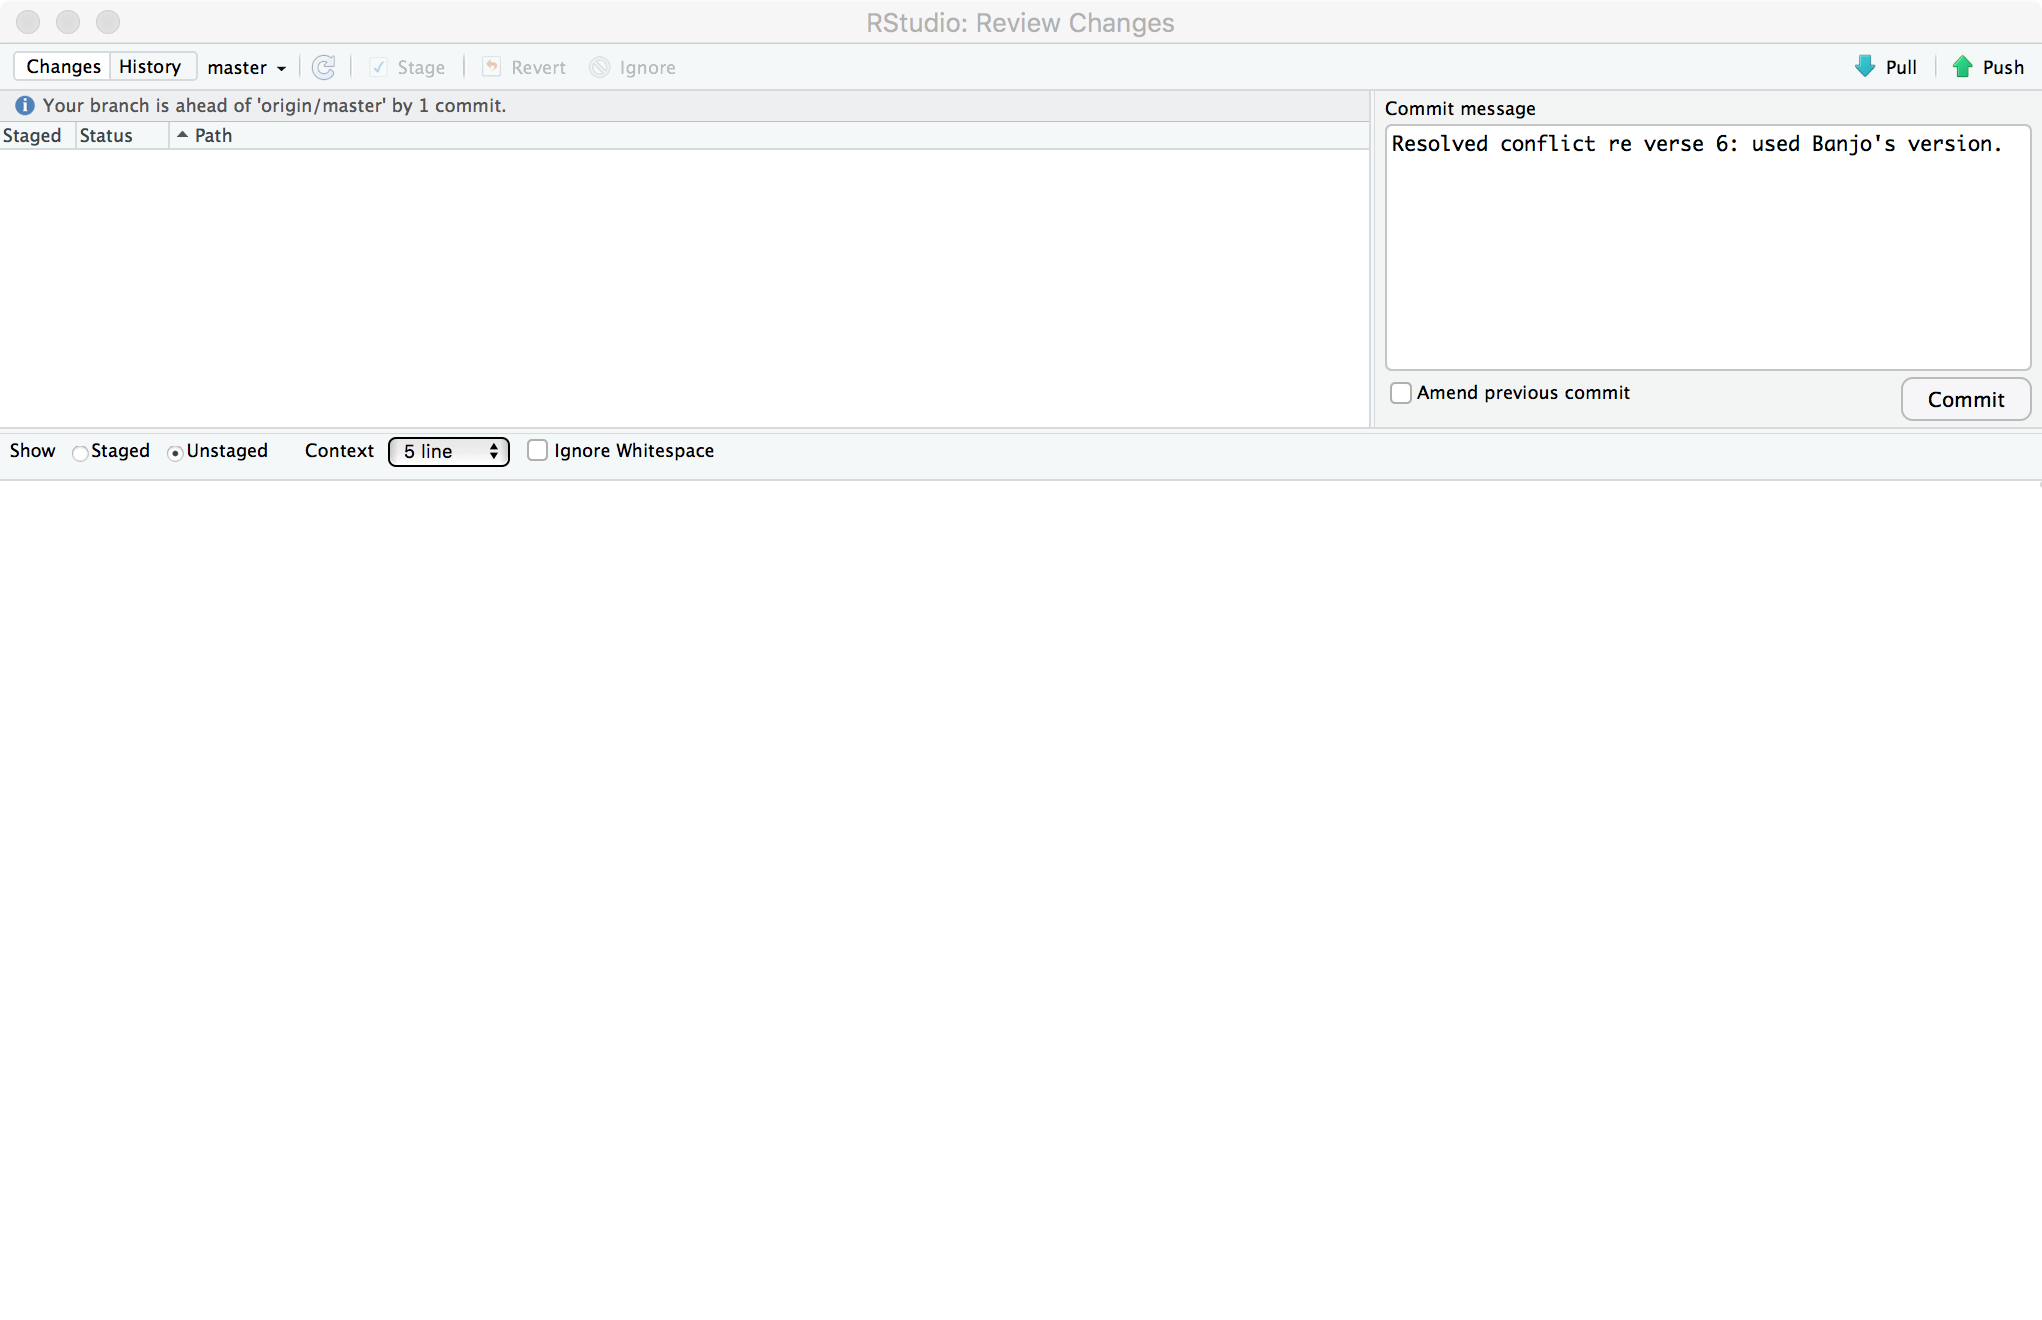 RStudio: Review Changes
Changes History master Stage Revert Ignore Pull Push
Your branch is ahead of 'origin/master' by 1 commit.
Staged Status Path
Commit message
Resolved conflict re verse 6: used Banjo's version.
Amend previous commit
Commit
Show Staged Unstaged Context 5 line Ignore Whitespace